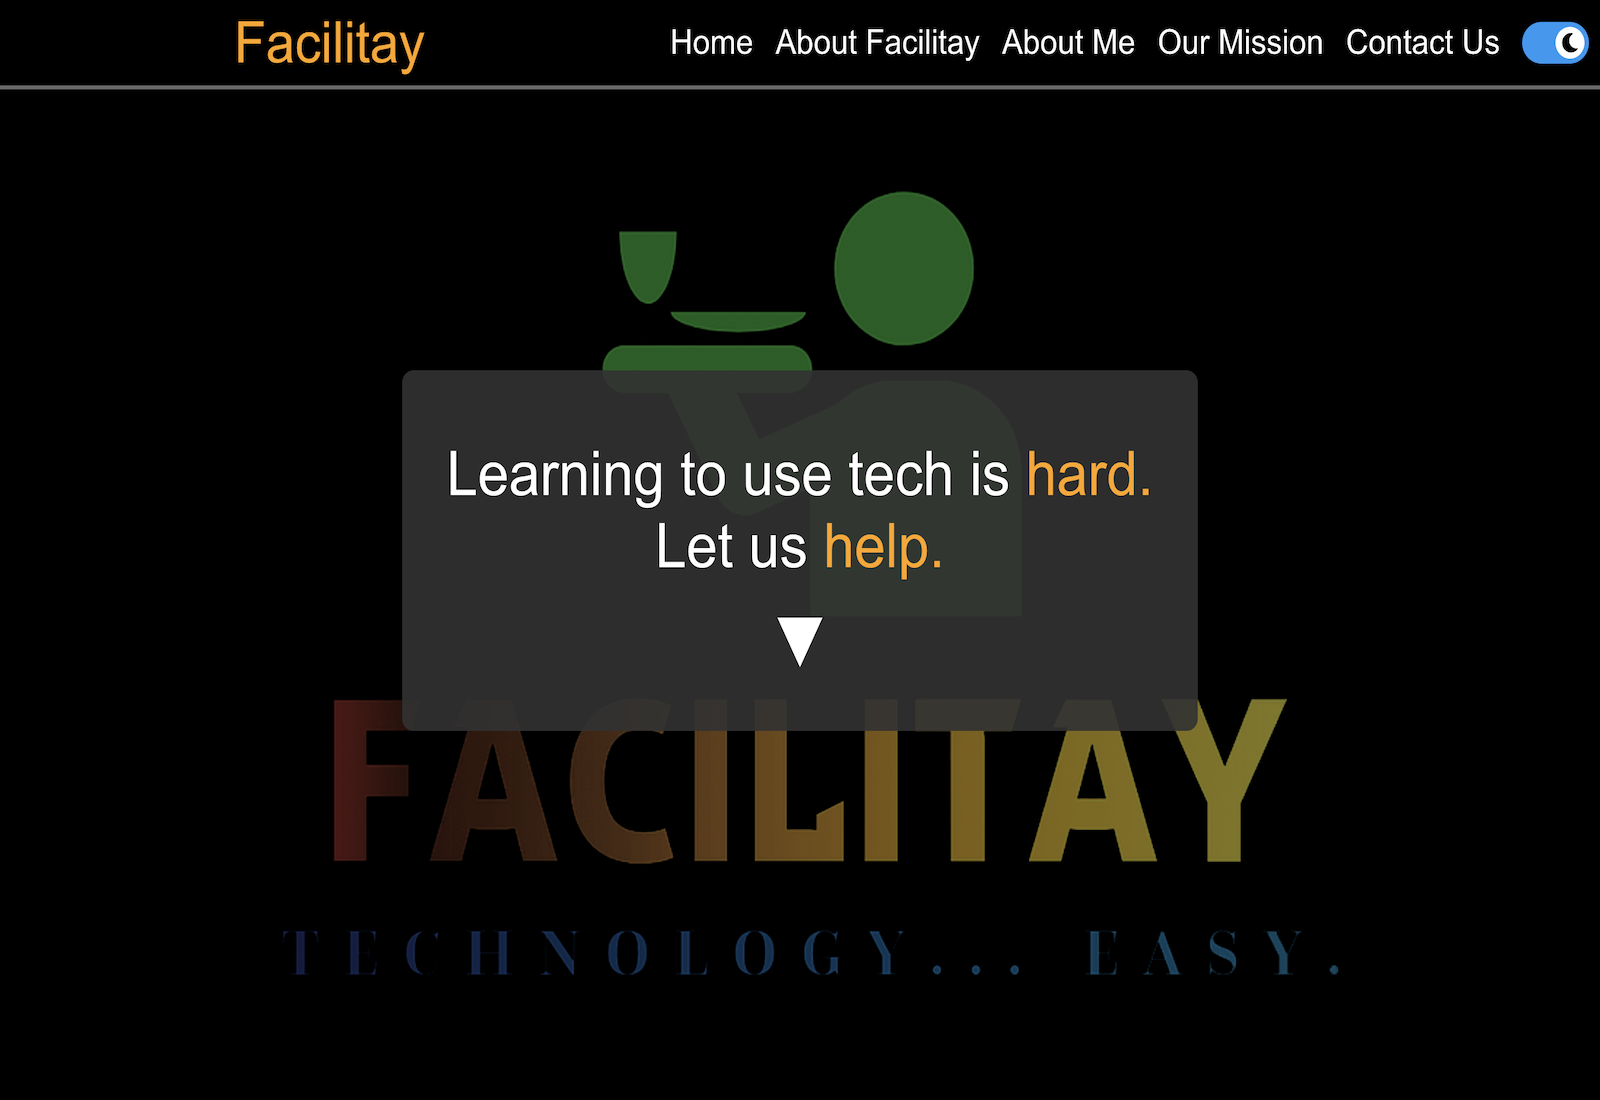 Facilitay Home About Facilitay About Me Our Mission Contact Us
Learning to use tech is hard.
Let us help.
FACILITAY
TECHNOLOGY... EASY.